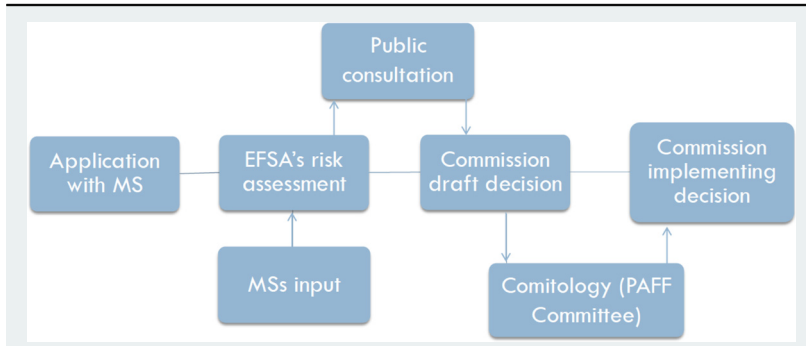 Public
consultation
Application
with MS
EFSA's risk
assessment
Commission
draft decision
Commission
implementing
decision
MSs input
Comitology (PAFF
Committee)